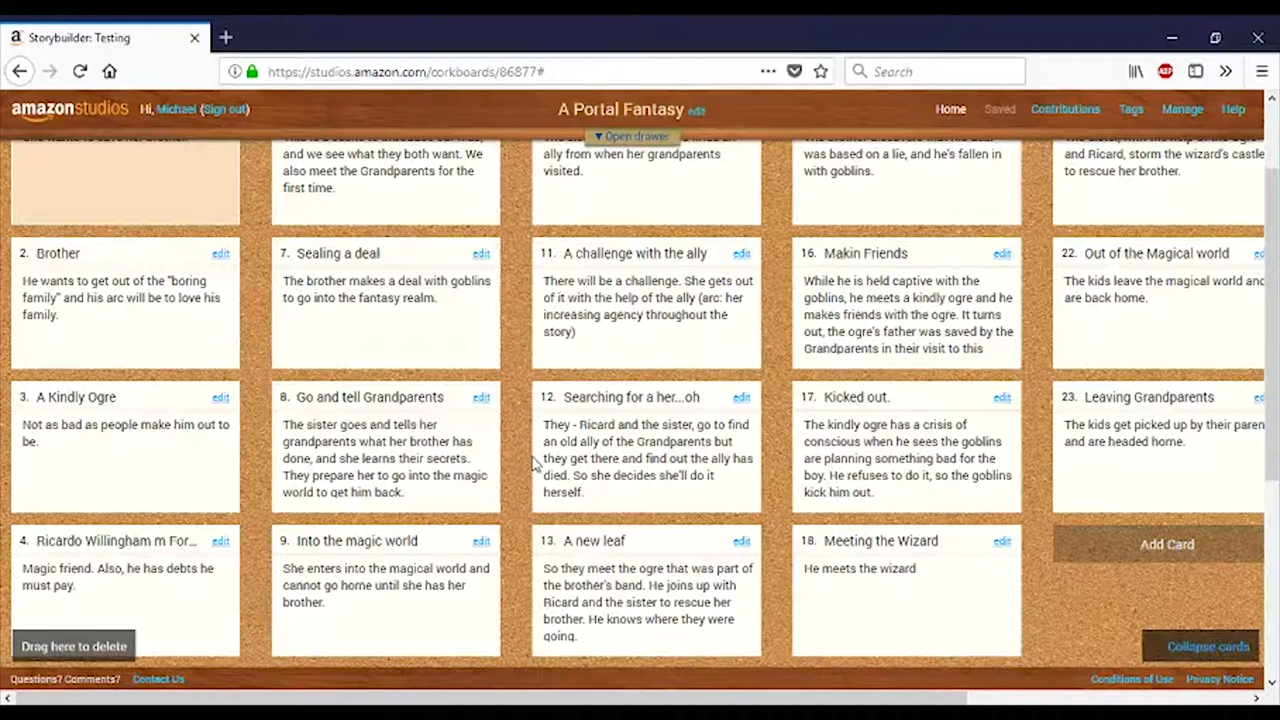 Storybuilder: Testing
https://studios.amazon.com/corkboards/86877#
Search
ABP
amazonstudios
Hi, Michael (Sign out)
A Portal Fantasy edit
Home Saved Contributions Tags Manage Help
▼ Open drawer
and we see what they both want. We
also meet the Grandparents for the
first time.
ally from when her grandparents
visited.
was based on a lie, and he's fallen in
with goblins.
and Ricard, storm the wizard's castle
to rescue her brother.
2. Brother edit
He wants to get out of the "boring
family" and his arc will be to love his
family.
7. Sealing a deal edit
The brother makes a deal with goblins
to go into the fantasy realm.
11. A challenge with the ally edit
There will be a challenge. She gets out
of it with the help of the ally (arc: her
increasing agency throughout the
story)
16. Makin Friends edit
While he is held captive with the
goblins, he meets a kindly ogre and he
makes friends with the ogre. It turns
out, the ogre's father was saved by the
Grandparents in their visit to this
22. Out of the Magical world
The kids leave the magical world and
are back home.
3. A Kindly Ogre edit
Not as bad as people make him out to
be.
8. Go and tell Grandparents edit
The sister goes and tells her
grandparents what her brother has
done, and she learns their secrets.
They prepare her to go into the magic
world to get him back.
12. Searching for a her...oh edit
They - Ricard and the sister, go to find
an old ally of the Grandparents but
they get there and find out the ally has
died. So she decides she'll do it
herself.
17. Kicked out. edit
The kindly ogre has a crisis of
conscious when he sees the goblins
are planning something bad for the
boy. He refuses to do it, so the goblins
kick him out.
23. Leaving Grandparents
The kids get picked up by their paren
and are headed home.
4. Ricardo Willingham m For... edit
Magic friend. Also, he has debts he
must pay.
9. Into the magic world edit
She enters into the magical world and
cannot go home until she has her
brother.
13. A new leaf edit
So they meet the ogre that was part of
the brother's band. He joins up with
Ricard and the sister to rescue her
brother. He knows where they were
going.
18. Meeting the Wizard edit
He meets the wizard
Add Card
Drag here to delete
Collapse cards
Questions? Comments? Contact Us
Conditions of Use Privacy Notice